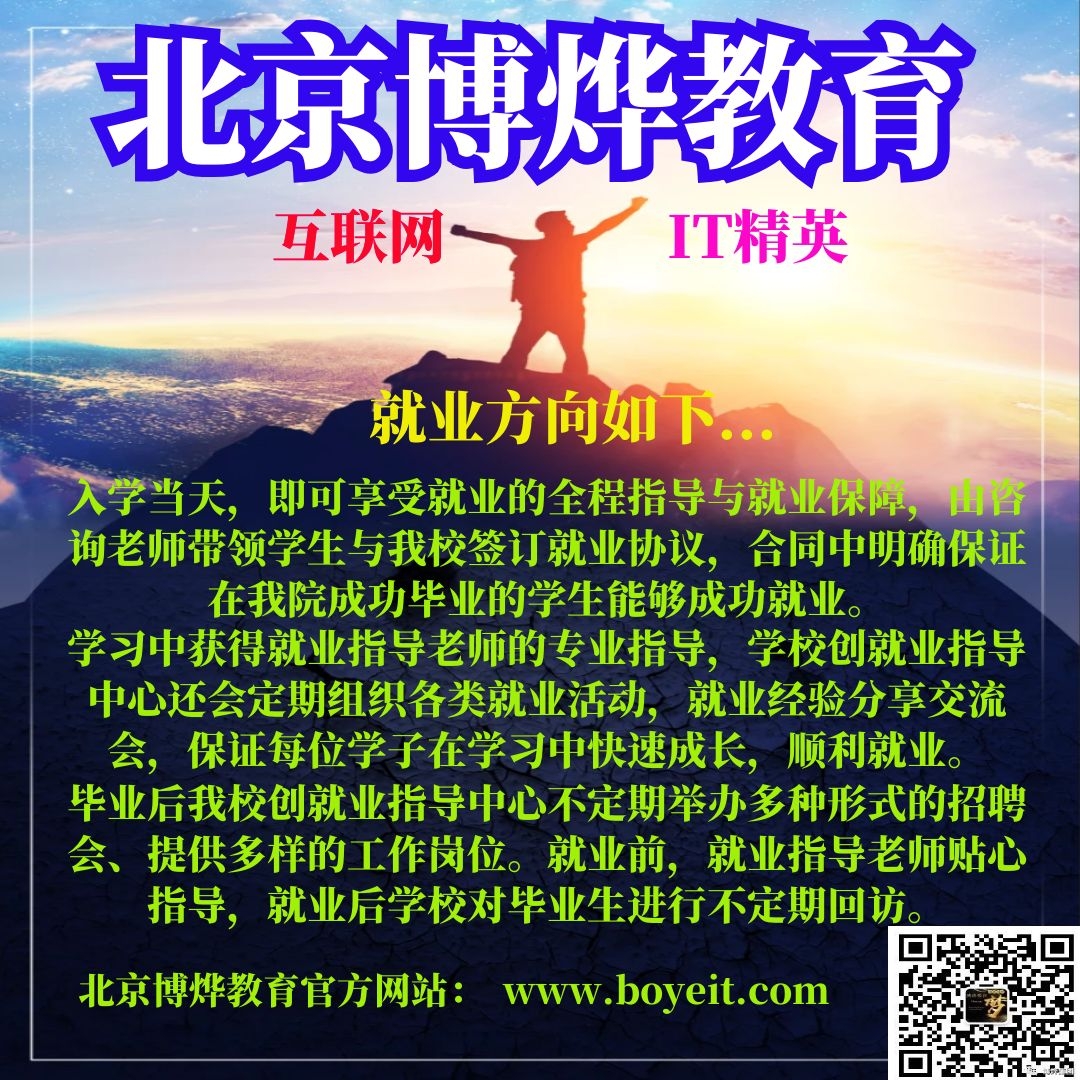 北京博烨教育
互联网 IT精英
就业方向如下...
入学当天，即可享受就业的全程指导与就业保障，由咨
询老师带领学生与我校签订就业协议，合同中明确保证
在我院成功毕业的学生能够成功就业。
学习中获得就业指导老师的专业指导，学校创就业指导
中心还会定期组织各类就业活动，就业经验分享交流
会，保证每位学子在学习中快速成长，顺利就业。
毕业后我校创就业指导中心不定期举办多种形式的招聘
会、提供多样的工作岗位。就业前，就业指导老师贴心
指导，就业后学校对毕业生进行不定期回访。
北京博烨教育官方网站： www.boyeit.com